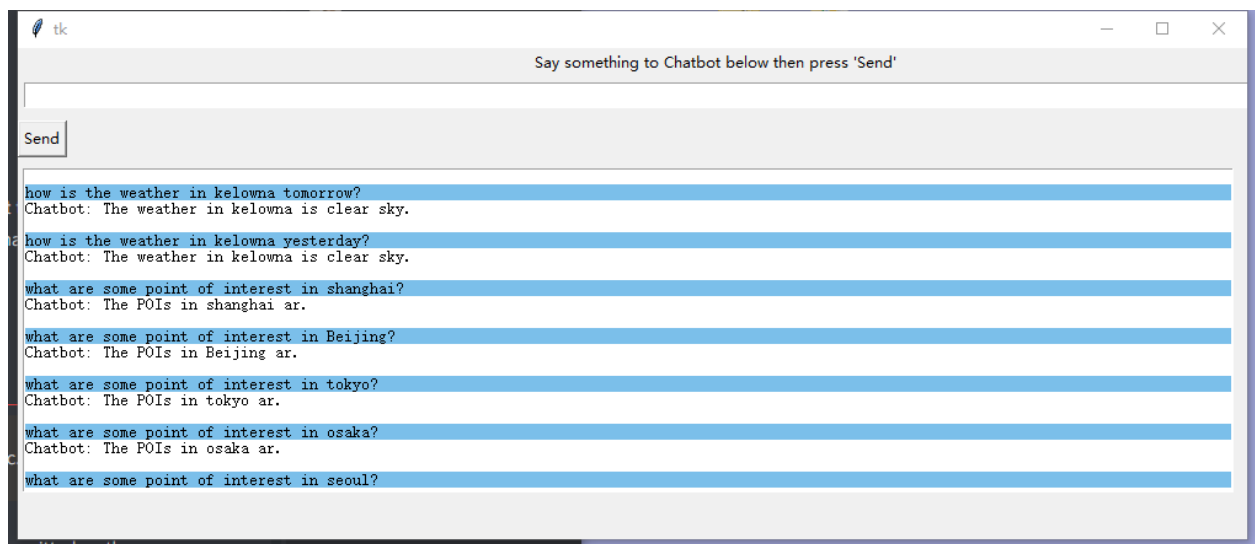 tk
Say something to Chatbot below then press 'Send'
Send
how is the weather in kelowna tomorrow?
Chatbot: The weather in kelowna is clear sky.
how is the weather in kelowna yesterday?
Chatbot: The weather in kelowna is clear sky.
what are some point of interest in shanghai?
Chatbot: The POIs in shanghai ar.
what are some point of interest in Beijing?
Chatbot: The POIs in Beijing ar.
what are some point of interest in tokyo?
Chatbot: The POIs in tokyo ar.
what are some point of interest in osaka?
Chatbot: The POIs in osaka ar.
what are some point of interest in seoul?